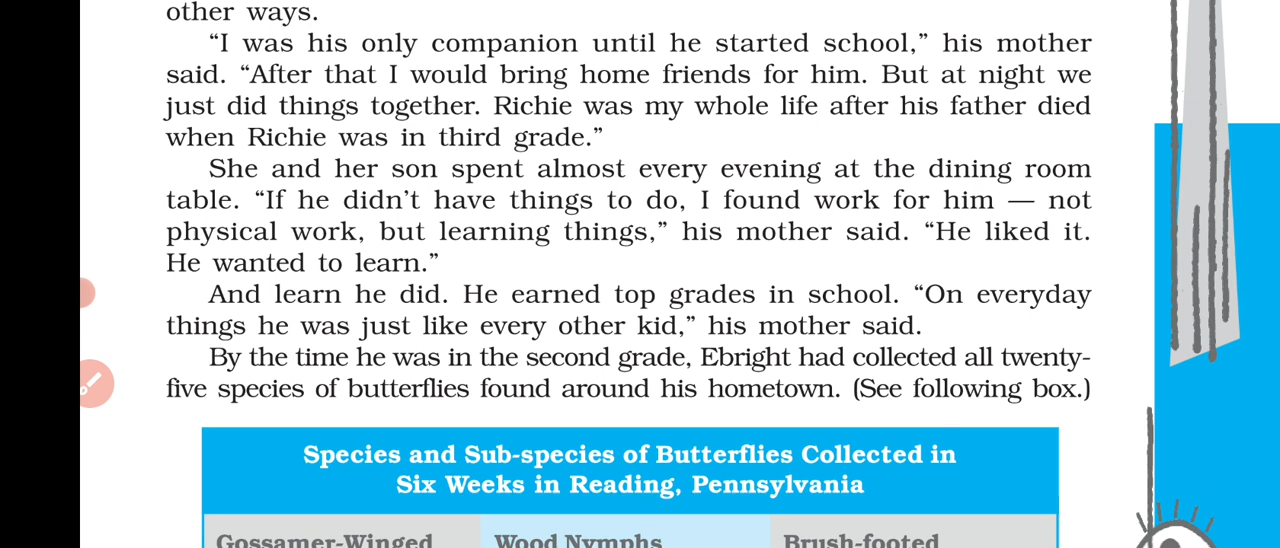 other ways.
“I was his only companion until he started school,” his mother
said. “After that I would bring home friends for him. But at night we
just did things together. Richie was my whole life after his father died
when Richie was in third grade.”
She and her son spent almost every evening at the dining room
table. “If he didn’t have things to do, I found work for him — not
physical work, but learning things,” his mother said. “He liked it.
He wanted to learn.”
And learn he did. He earned top grades in school. “On everyday
things he was just like every other kid,” his mother said.
By the time he was in the second grade, Ebright had collected all twenty-
five species of butterflies found around his hometown. (See following box.)
Species and Sub-species of Butterflies Collected in
Six Weeks in Reading, Pennsylvania
Gossamer-Winged Wood Nymphs Brush-footed